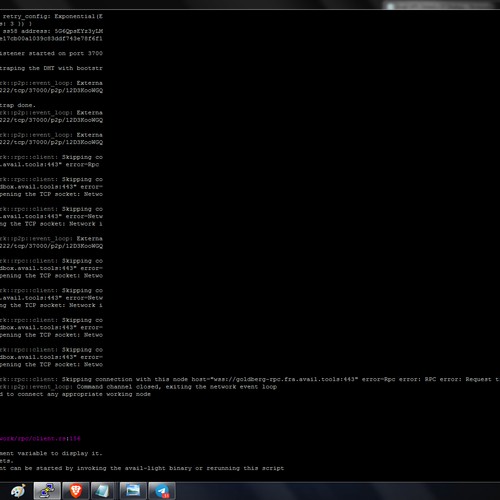 retry_config: Exponential(E
s: 3 }) }
ss58 address: 5G6QpsEYz3yLM
e17cb00a1039c83ddf743e78f6f1
istener started on port 3700
traping the DHT with bootstr
rk::p2p::event_loop: Externa
222/tcp/37000/p2p/12D3KooWGQ
trap done.
rk::p2p::event_loop: Externa
222/tcp/37000/p2p/12D3KooWGQ
rk::p2p::event_loop: Externa
222/tcp/37000/p2p/12D3KooWGQ
rk::rpc::client: Skipping co
.avail.tools:443" error=Rpc
rk::rpc::client: Skipping co
dbox.avail.tools:443" error=
pening the TCP socket: Netwo
rk::rpc::client: Skipping co
.avail.tools:443" error=Netw
ng the TCP socket: Network i
rk::p2p::event_loop: Externa
222/tcp/37000/p2p/12D3KooWGQ
rk::rpc::client: Skipping co
dbox.avail.tools:443" error=
pening the TCP socket: Netwo
rk::rpc::client: Skipping co
.avail.tools:443" error=Netw
ng the TCP socket: Network i
rk::rpc::client: Skipping co
dbox.avail.tools:443" error=
pening the TCP socket: Netwo
rk::rpc::client: Skipping co
dbox.avail.tools:443" error=
pening the TCP socket: Netwo
rk::rpc::client: Skipping connection with this node host="wss://goldberg-rpc.fra.avail.tools:443" error=Rpc error: RPC error: Request t
rk::p2p::event_loop: Command channel closed, exiting the network event loop
d to connect any appropriate working node
work/rpc/client.rs:
ment variable to display it.
ets.
nt can be started by invoking the avail-light binary or rerunning this script